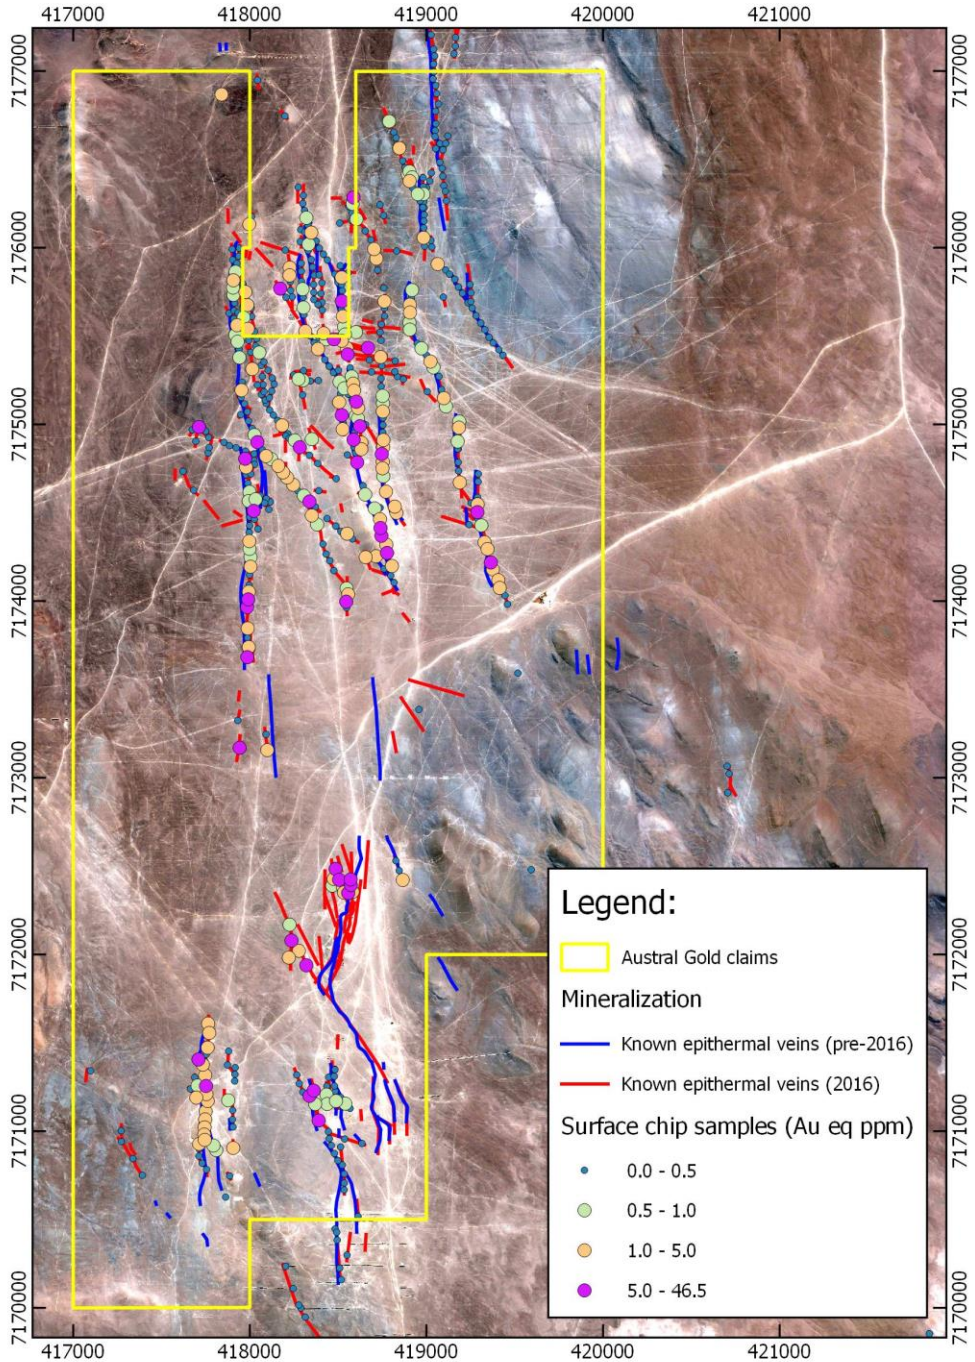 417000 418000 419000 420000 421000
7177000 7177000
7176000 7176000
7175000 7175000
7174000 7174000
7173000 7173000
7172000 7172000
7171000 7171000
7170000 7170000
Legend:
Austral Gold claims
Mineralization
Known epithermal veins (pre-2016)
Known epithermal veins (2016)
Surface chip samples (Au eq ppm)
0.0 - 0.5
0.5 - 1.0
1.0 - 5.0
5.0 - 46.5
417000 418000 419000 420000 421000